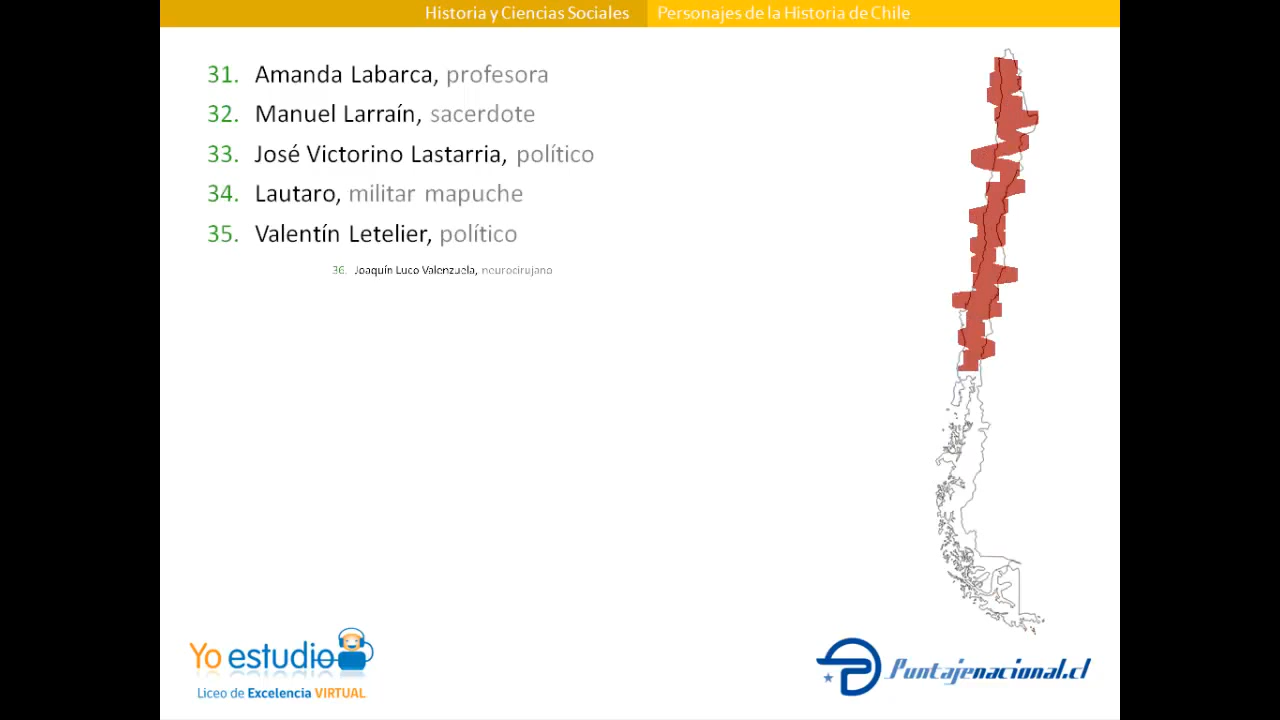 Historia y Ciencias Sociales Personajes de la Historia de Chile
31. Amanda Labarca, profesora
32. Manuel Larraín, sacerdote
33. José Victorino Lastarria, político
34. Lautaro, militar mapuche
35. Valentín Letelier, político
36. Joaquín Luco Valenzuela, neurocirujano
Yo estudio
Liceo de Excelencia VIRTUAL
Puntajenacional.cl